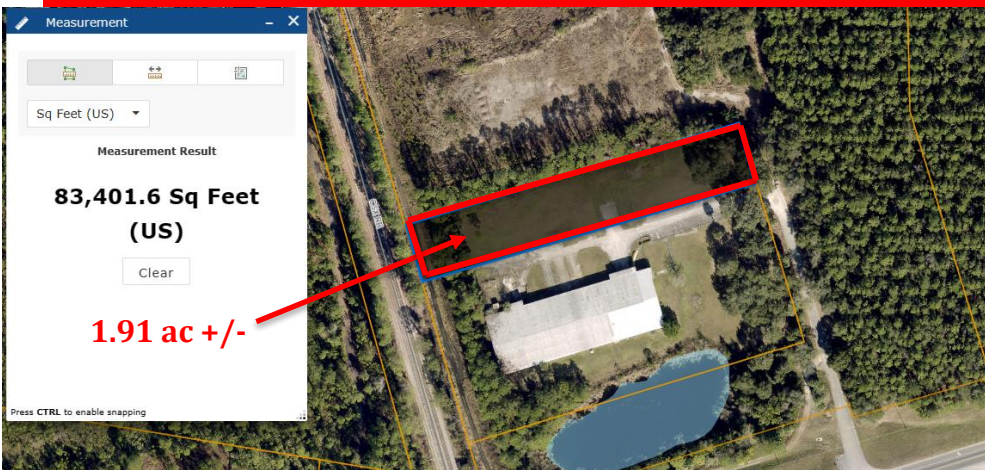 Measurement
Sq Feet (US)
Measurement Result
83,401.6 Sq Feet
(US)
Clear
1.91 ac +/-
Press CTRL to enable snapping